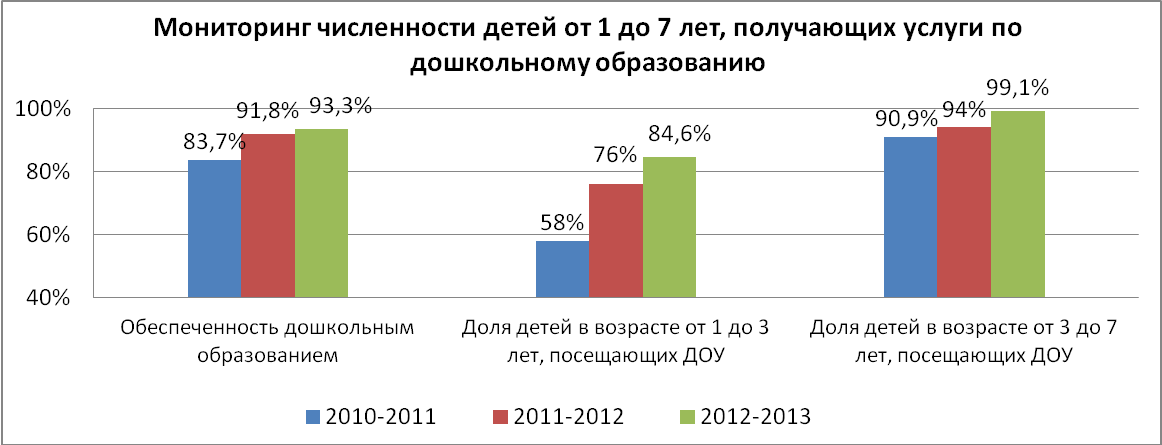 Мониторинг численности детей от 1 до 7 лет, получающих услуги по
дошкольному образованию
100%
80%
60%
40%
83,7%
91,8%
93,3%
58%
76%
84,6%
90,9%
94%
99,1%
Обеспеченность дошкольным
образованием
Доля детей в возрасте от 1 до 3
лет, посещающих ДОУ
Доля детей в возрасте от 3 до 7
лет, посещающих ДОУ
2010-2011
2011-2012
2012-2013